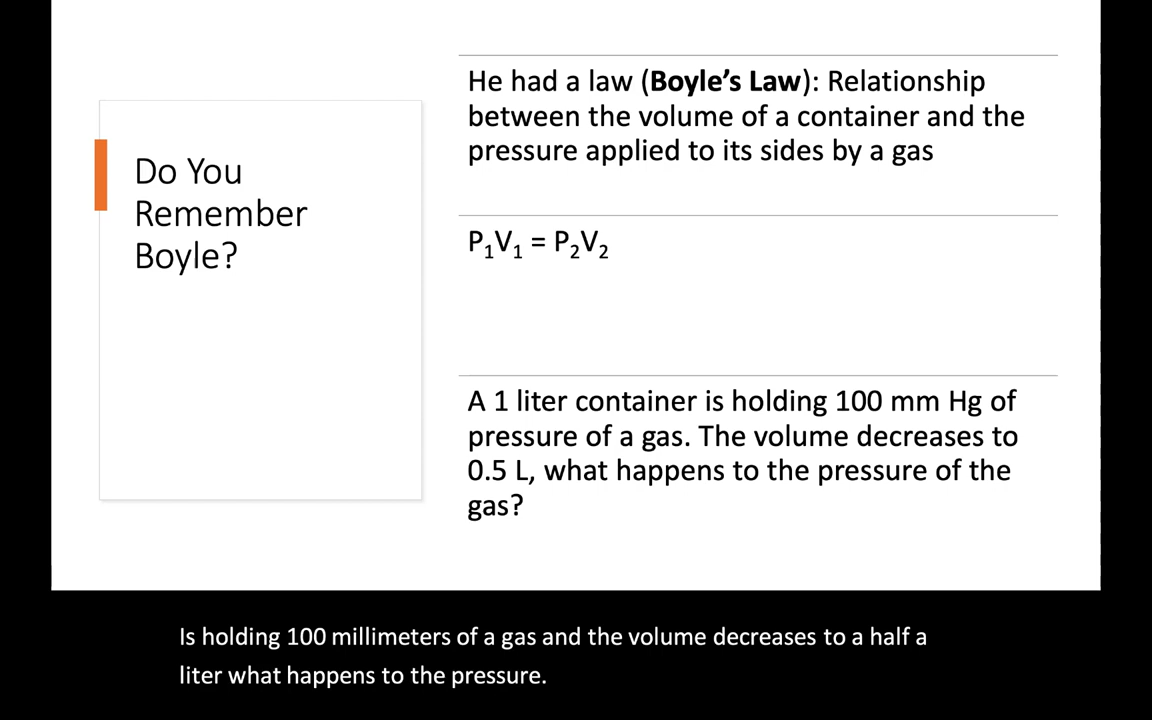 Do You
Remember
Boyle?
He had a law (Boyle’s Law): Relationship
between the volume of a container and the
pressure applied to its sides by a gas
P₁V₁ = P₂V₂
A 1 liter container is holding 100 mm Hg of
pressure of a gas. The volume decreases to
0.5 L, what happens to the pressure of the
gas?
Is holding 100 millimeters of a gas and the volume decreases to a half a
liter what happens to the pressure.